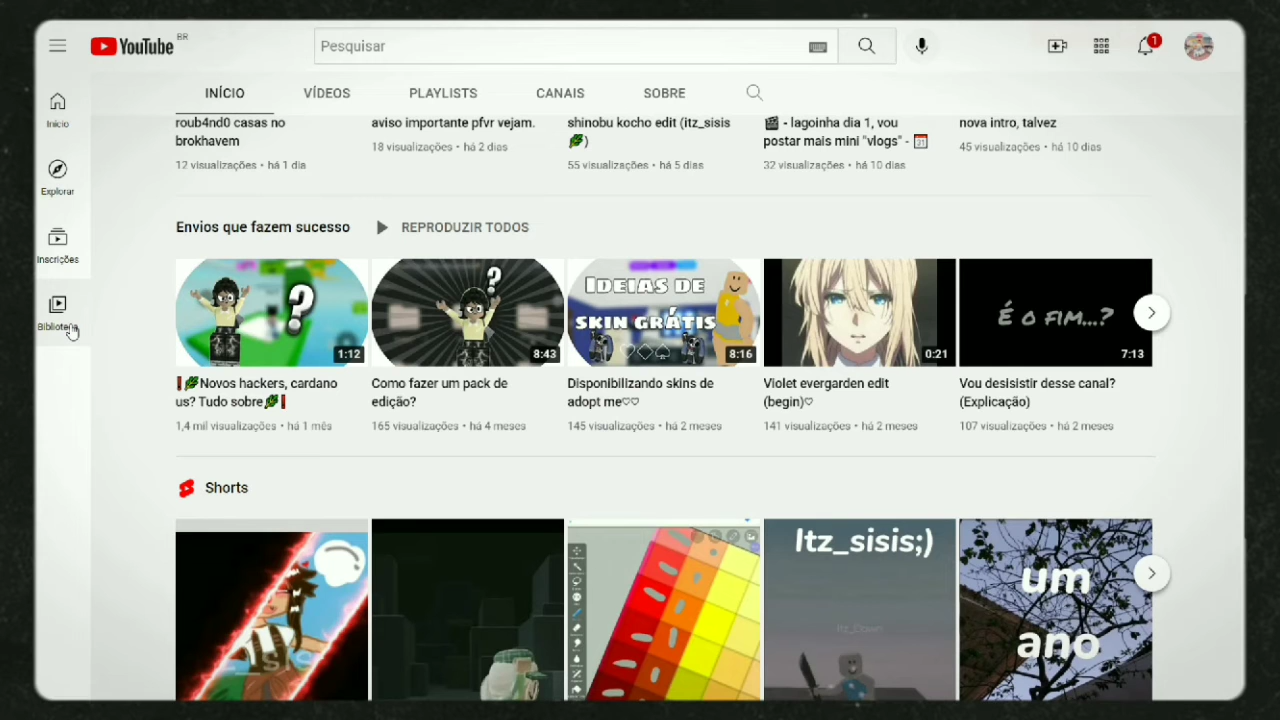 YouTube BR
Pesquisar
1
INÍCIO VÍDEOS PLAYLISTS CANAIS SOBRE
Início
Explorar
Inscrições
Biblioteca
roub4nd0 casas no
brokhavem
12 visualizações • há 1 dia
aviso importante pfvr vejam.
18 visualizações • há 2 dias
shinobu kocho edit (itz_sisis
🌿)
55 visualizações • há 5 dias
🎬 - lagoinha dia 1, vou
postar mais mini "vlogs" - 📅
32 visualizações • há 10 dias
nova intro, talvez
45 visualizações • há 10 dias
Envios que fazem sucesso REPRODUZIR TODOS
?
1:12
❗🌿Novos hackers, cardano
us? Tudo sobre🌿❗
1,4 mil visualizações • há 1 mês
?
8:43
Como fazer um pack de
edição?
165 visualizações • há 4 meses
IDEIAS DE
SKIN GRÁTIS
8:16
Disponibilizando skins de
adopt me♡♡
145 visualizações • há 2 meses
0:21
Violet evergarden edit
(begin)♡
141 visualizações • há 2 meses
É O FIM...?
7:13
Vou desisistir desse canal?
(Explicação)
107 visualizações • há 2 meses
Shorts
Itz_sisis;)
um
ano